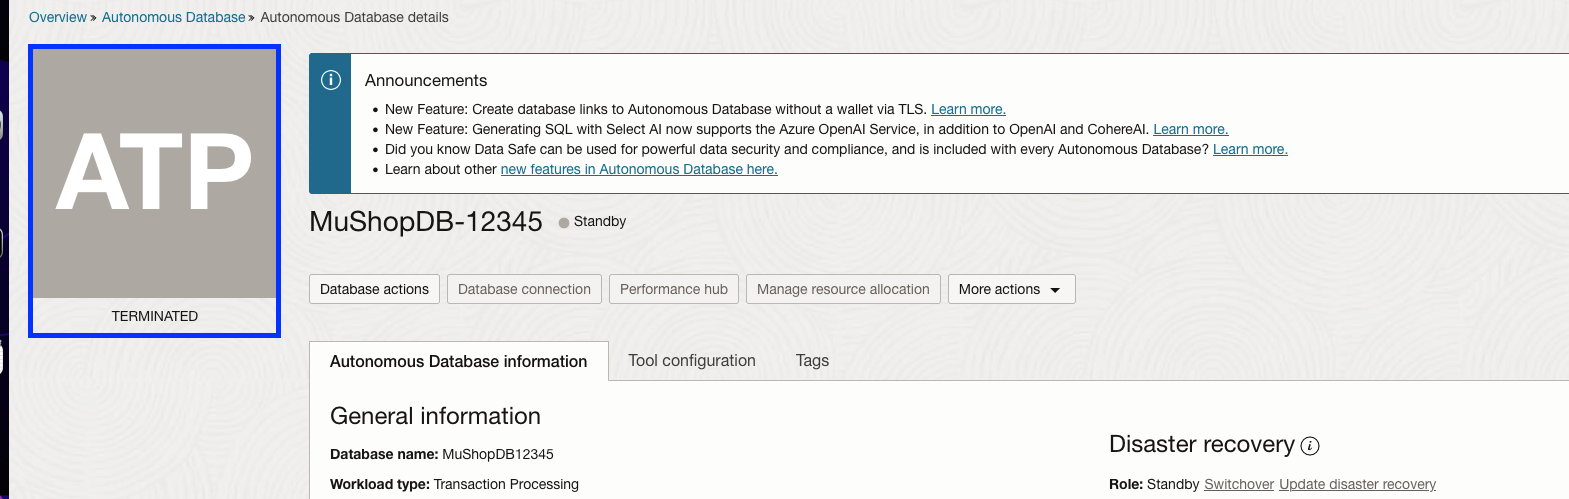 Overview » Autonomous Database » Autonomous Database details
ATP
TERMINATED
Announcements
• New Feature: Create database links to Autonomous Database without a wallet via TLS. Learn more.
• New Feature: Generating SQL with Select AI now supports the Azure OpenAI Service, in addition to OpenAI and CohereAI. Learn more.
• Did you know Data Safe can be used for powerful data security and compliance, and is included with every Autonomous Database? Learn more.
• Learn about other new features in Autonomous Database here.
MuShopDB-12345 Standby
Database actions Database connection Performance hub Manage resource allocation More actions
Autonomous Database information Tool configuration Tags
General information
Database name: MuShopDB12345
Workload type: Transaction Processing
Disaster recovery
Role: Standby Switchover Update disaster recovery